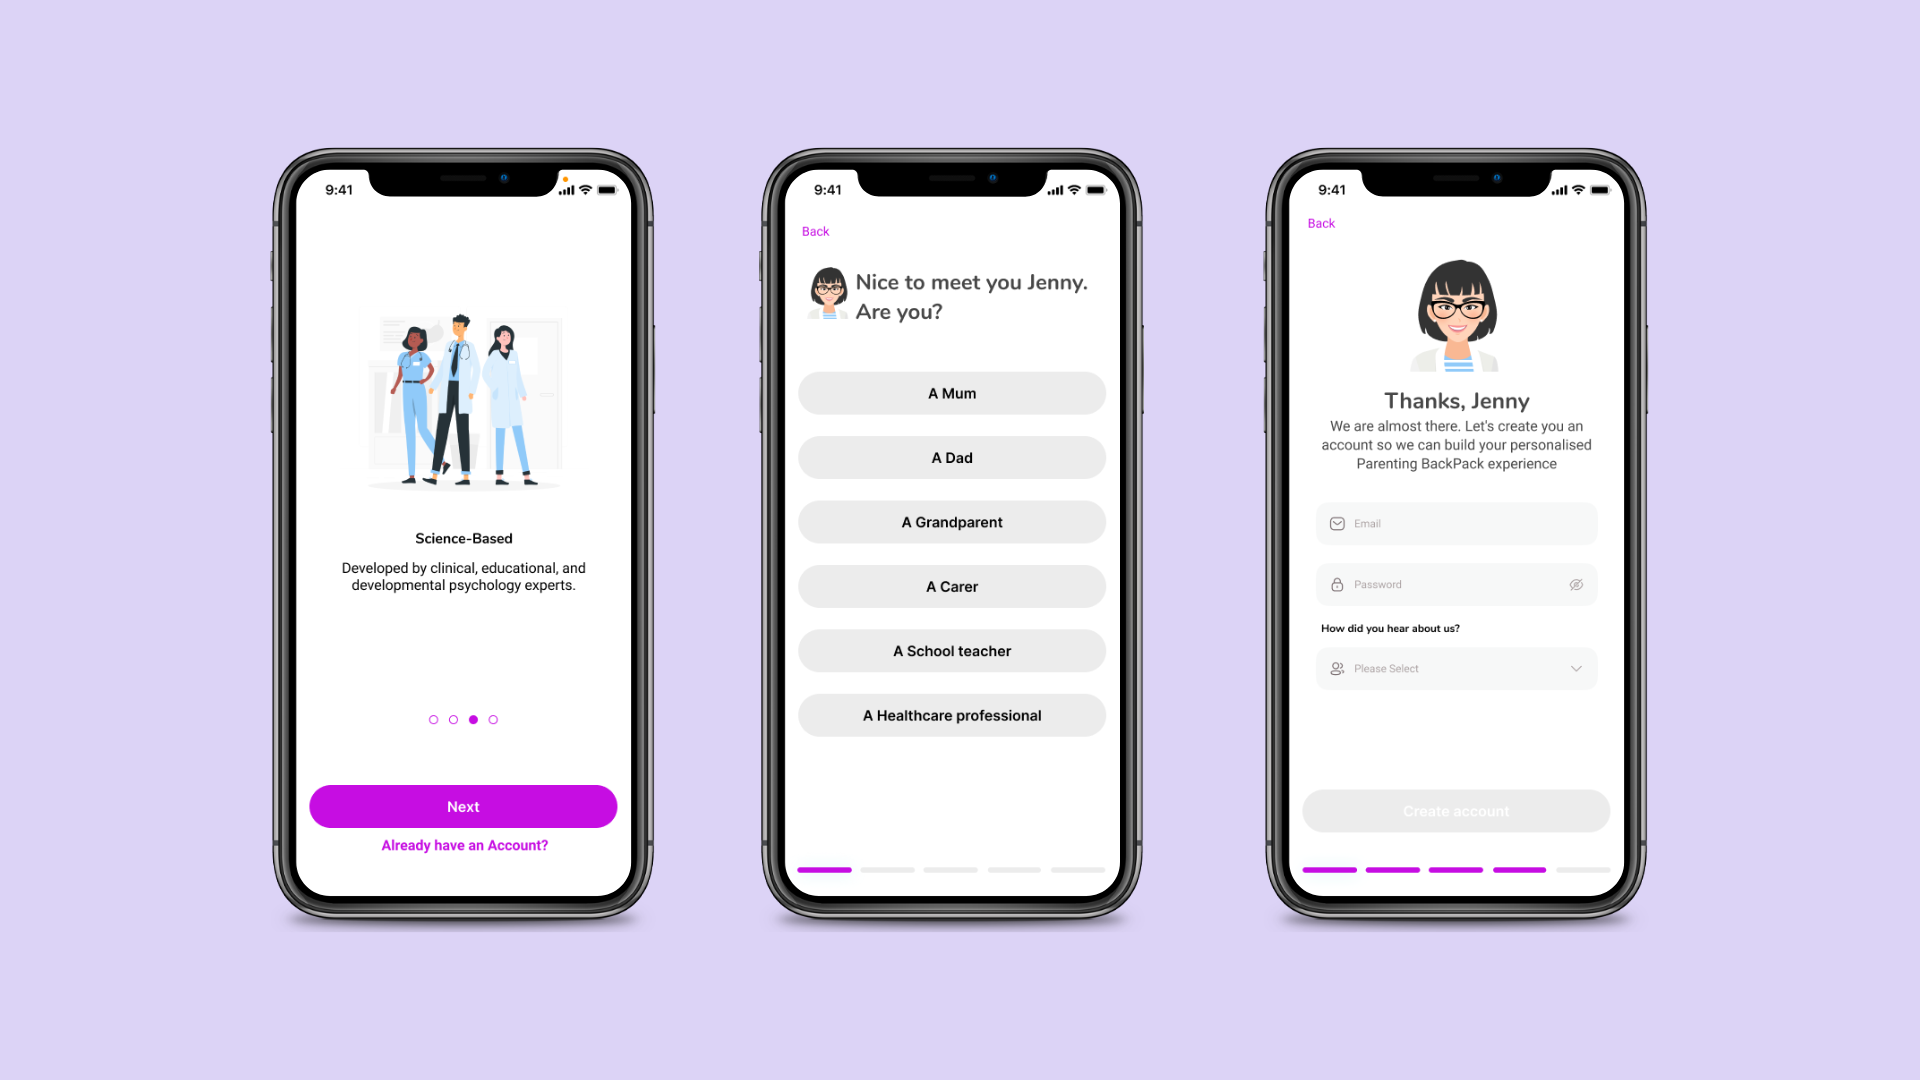 9:41
Science-Based
Developed by clinical, educational, and
developmental psychology experts.
Next
Already have an Account?
9:41
Back
Nice to meet you Jenny.
Are you?
A Mum
A Dad
A Grandparent
A Carer
A School teacher
A Healthcare professional
9:41
Back
Thanks, Jenny
We are almost there. Let's create you an
account so we can build your personalised
Parenting BackPack experience
Email
Password
How did you hear about us?
Please Select
Create account